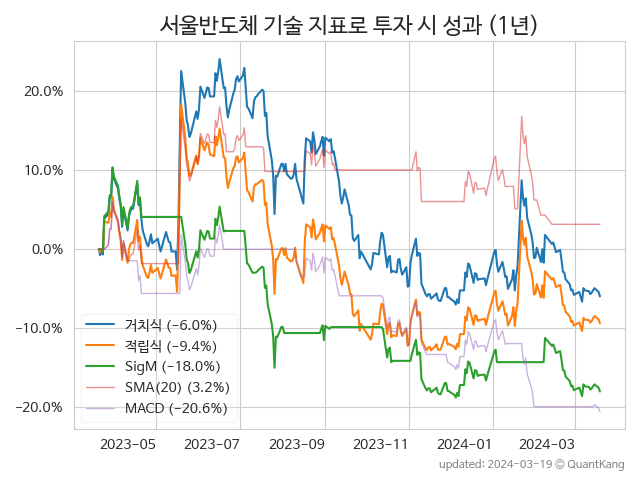 서울반도체 기술 지표로 투자 시 성과 (1년)
20.0%
10.0%
0.0%
−10.0%
−20.0%
거치식 (−6.0%)
적립식 (−9.4%)
SigM (−18.0%)
SMA(20) (3.2%)
MACD (−20.6%)
2023−05 2023−07 2023−09 2023−11 2024−01 2024−03
updated: 2024−03−19 © QuantKang